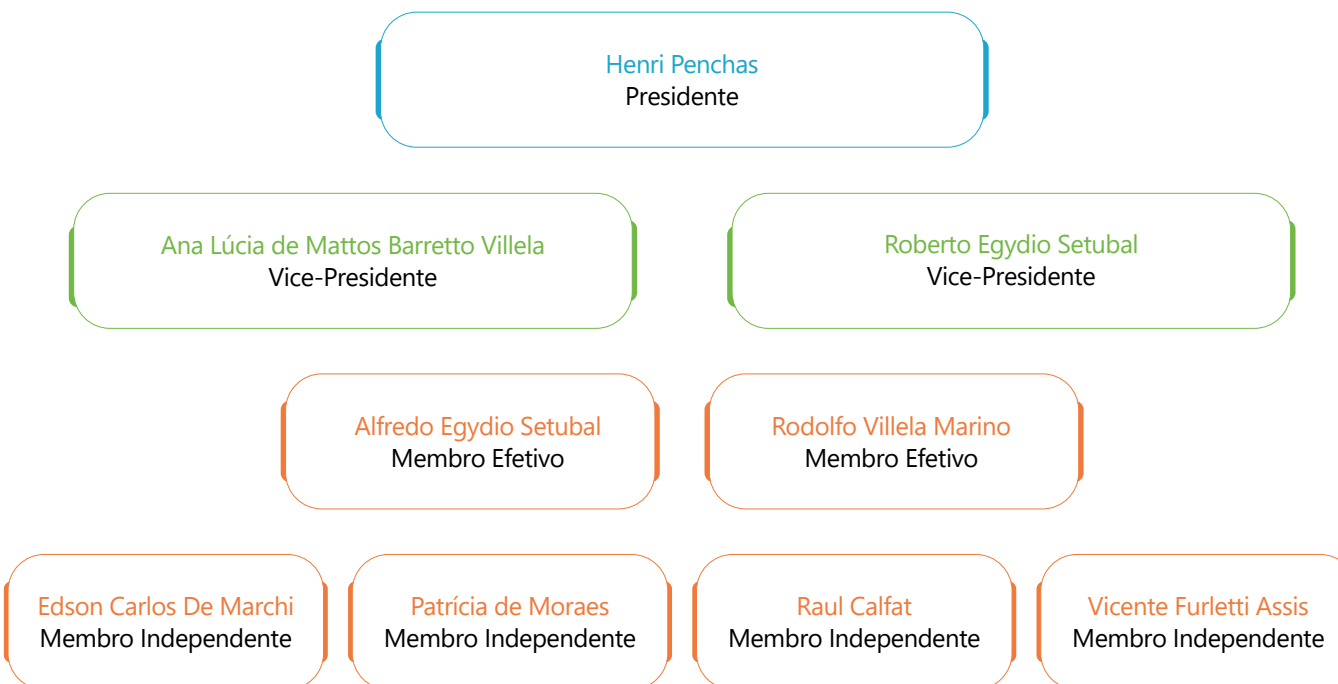 Henri Penchas
Presidente
Ana Lúcia de Mattos Barretto Villela
Vice-Presidente
Roberto Egydio Setubal
Vice-Presidente
Alfredo Egydio Setubal
Membro Efetivo
Rodolfo Villela Marino
Membro Efetivo
Edson Carlos De Marchi
Membro Independente
Patrícia de Moraes
Membro Independente
Raul Calfat
Membro Independente
Vicente Furletti Assis
Membro Independente